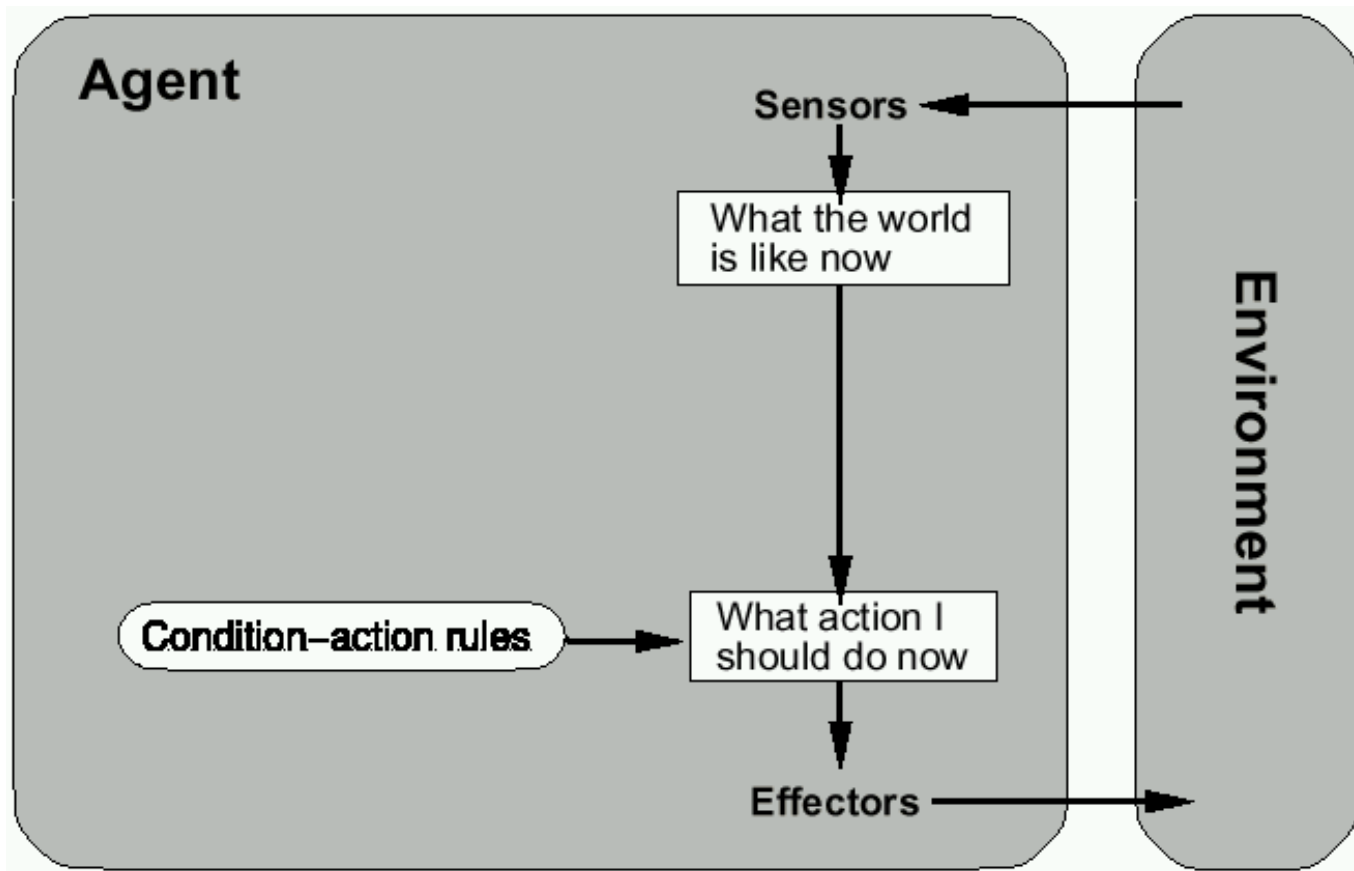 Agent
Sensors
What the world
is like now
Environment
Condition–action rules
What action I
should do now
Effectors